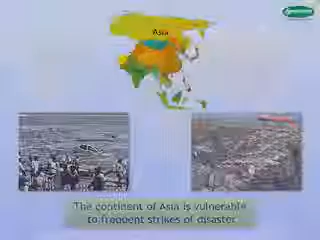 Asia
The continent of Asia is vulnerable
to frequent strikes of disaster